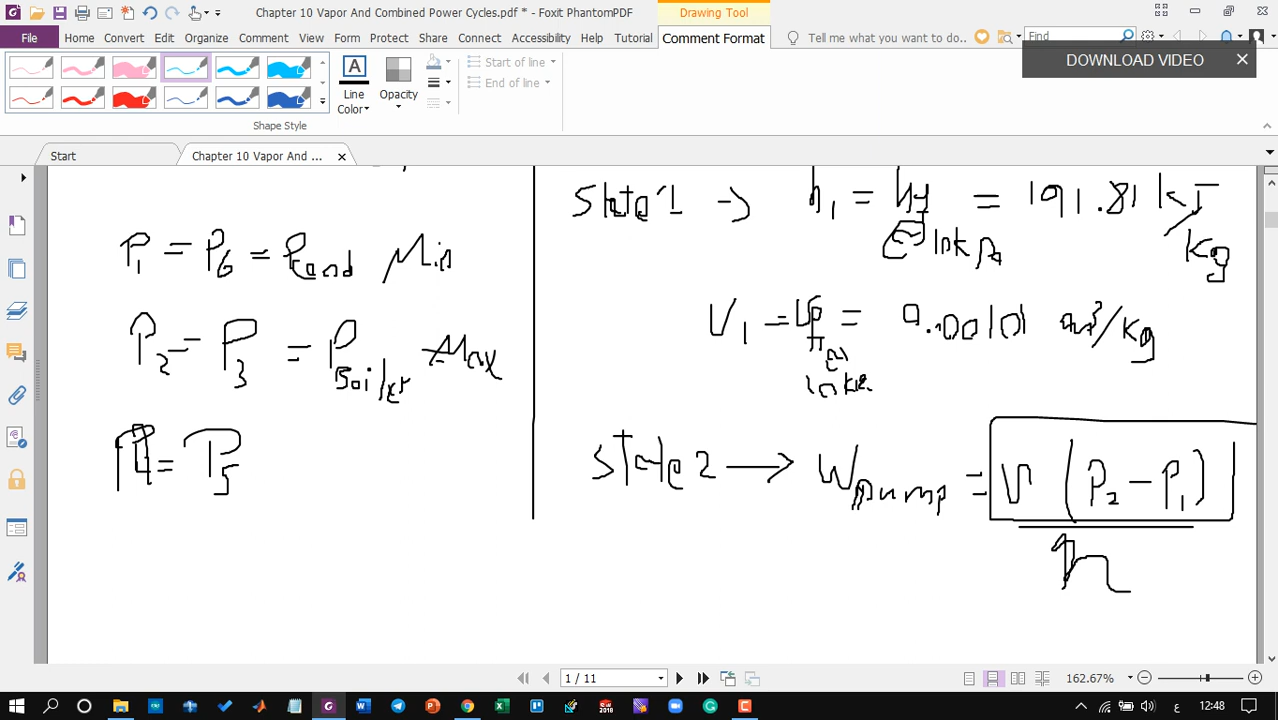 Chapter 10 Vapor And Combined Power Cycles.pdf * - Foxit PhantomPDF
Drawing Tool
File Home Convert Edit Organize Comment View Form Protect Share Connect Accessibility Help Tutorial Comment Format Tell me what you want to do.. Find
DOWNLOAD VIDEO
Line Color
Opacity
Start of line
End of line
Shape Style
Start
Chapter 10 Vapor And ...
State 1 → h1 = hf = 191.81 kJ/kg
@ 10 kPa
P1 = P6 = Pcond Min
V1 = Vf = 0.00101 m³/kg
@
P2 = P3 = PBoiler Max
P4 = P5
State 2 → Wpump = V (P2 - P1)
n
1 / 11
162.67%
12:48